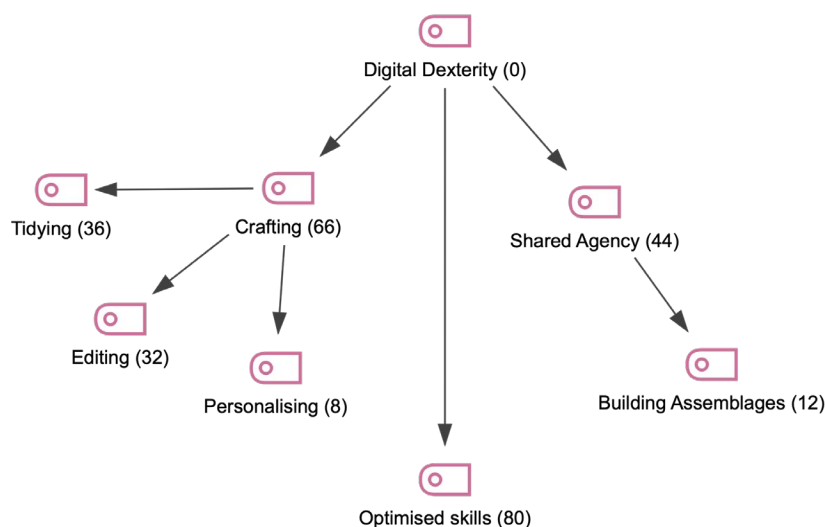 Digital Dexterity (0)
Tidying (36)
Crafting (66)
Shared Agency (44)
Editing (32)
Personalising (8)
Building Assemblages (12)
Optimised skills (80)